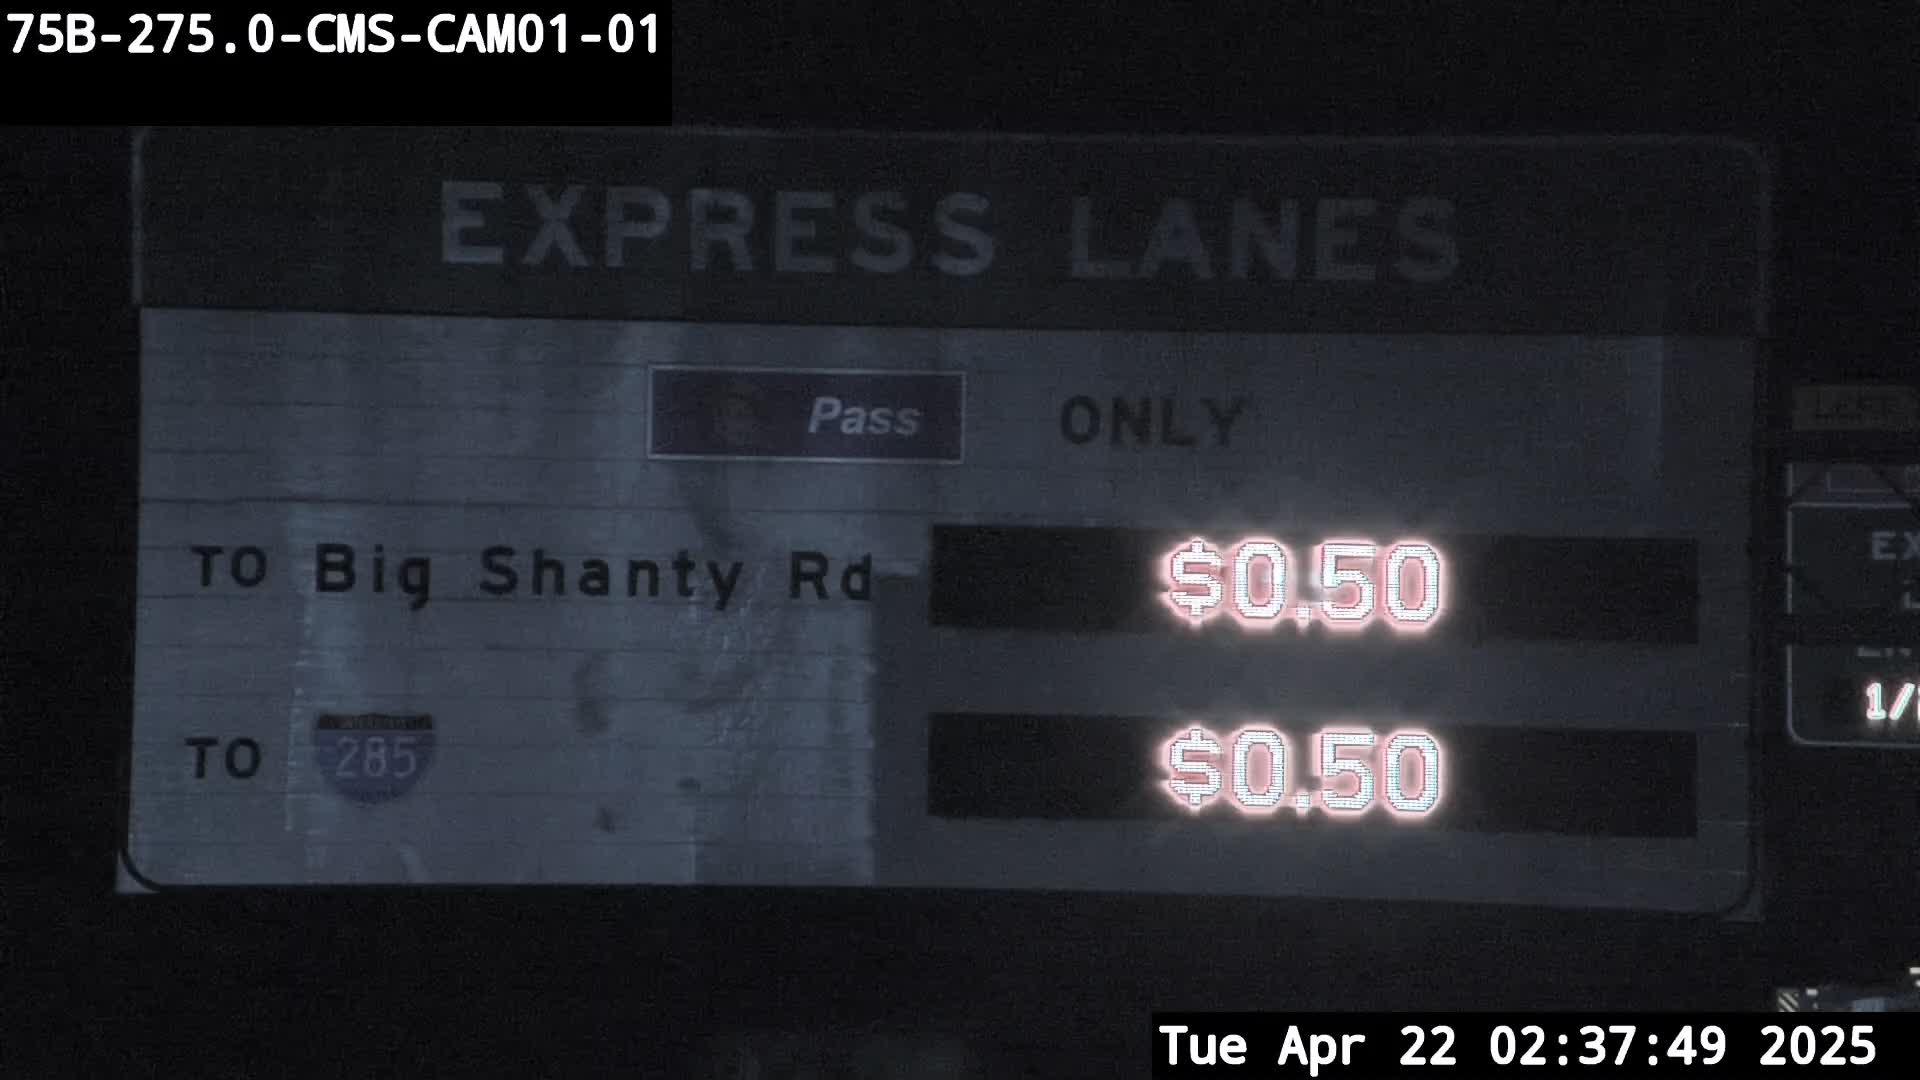 75B-275.0-CMS-CAM01-01
EXPRESS LANES
Pass ONLY
TO Big Shanty Rd $0.50
TO 285 $0.50
Tue Apr 22 02:37:49 2025